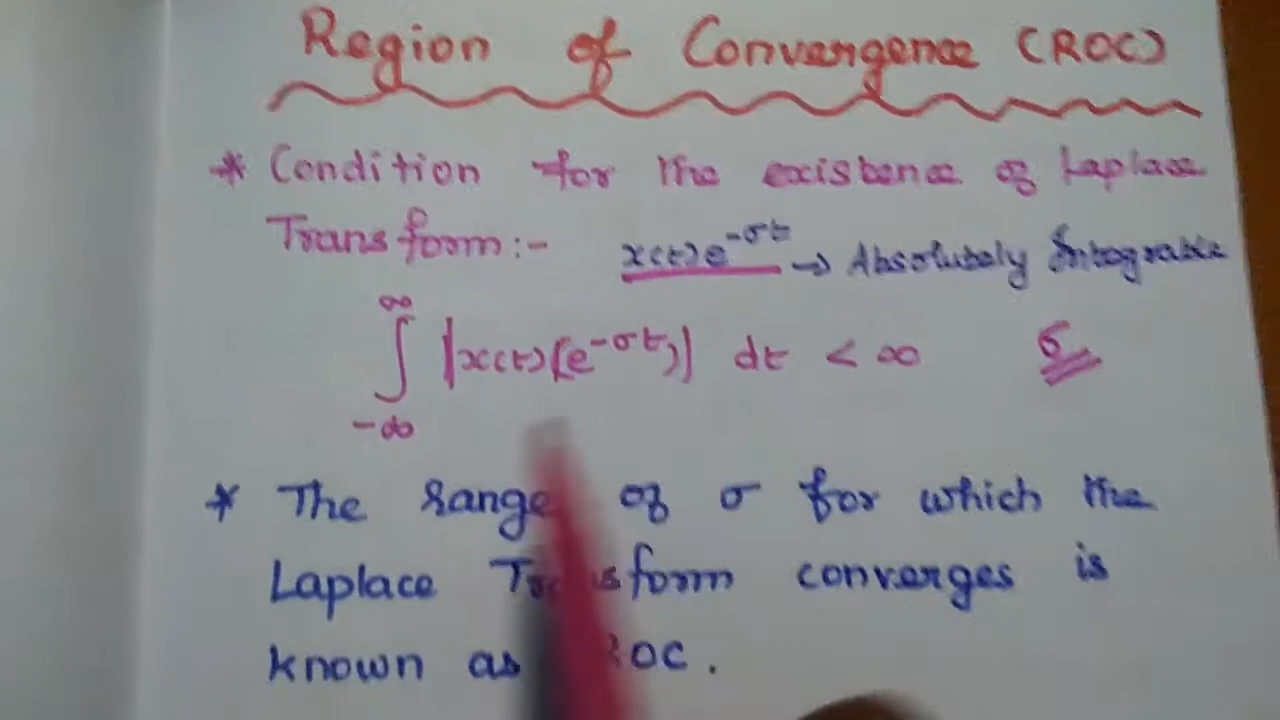 Region of Convergence (ROC)
* Condition for the existence of Laplace
Transform:- x(t)e^-σt → Absolutely Integrable
∫_-∞^∞ |x(t)(e^-σt)| dt < ∞ σ
* The range of σ for which the
Laplace Transform converges is
known as ROC.